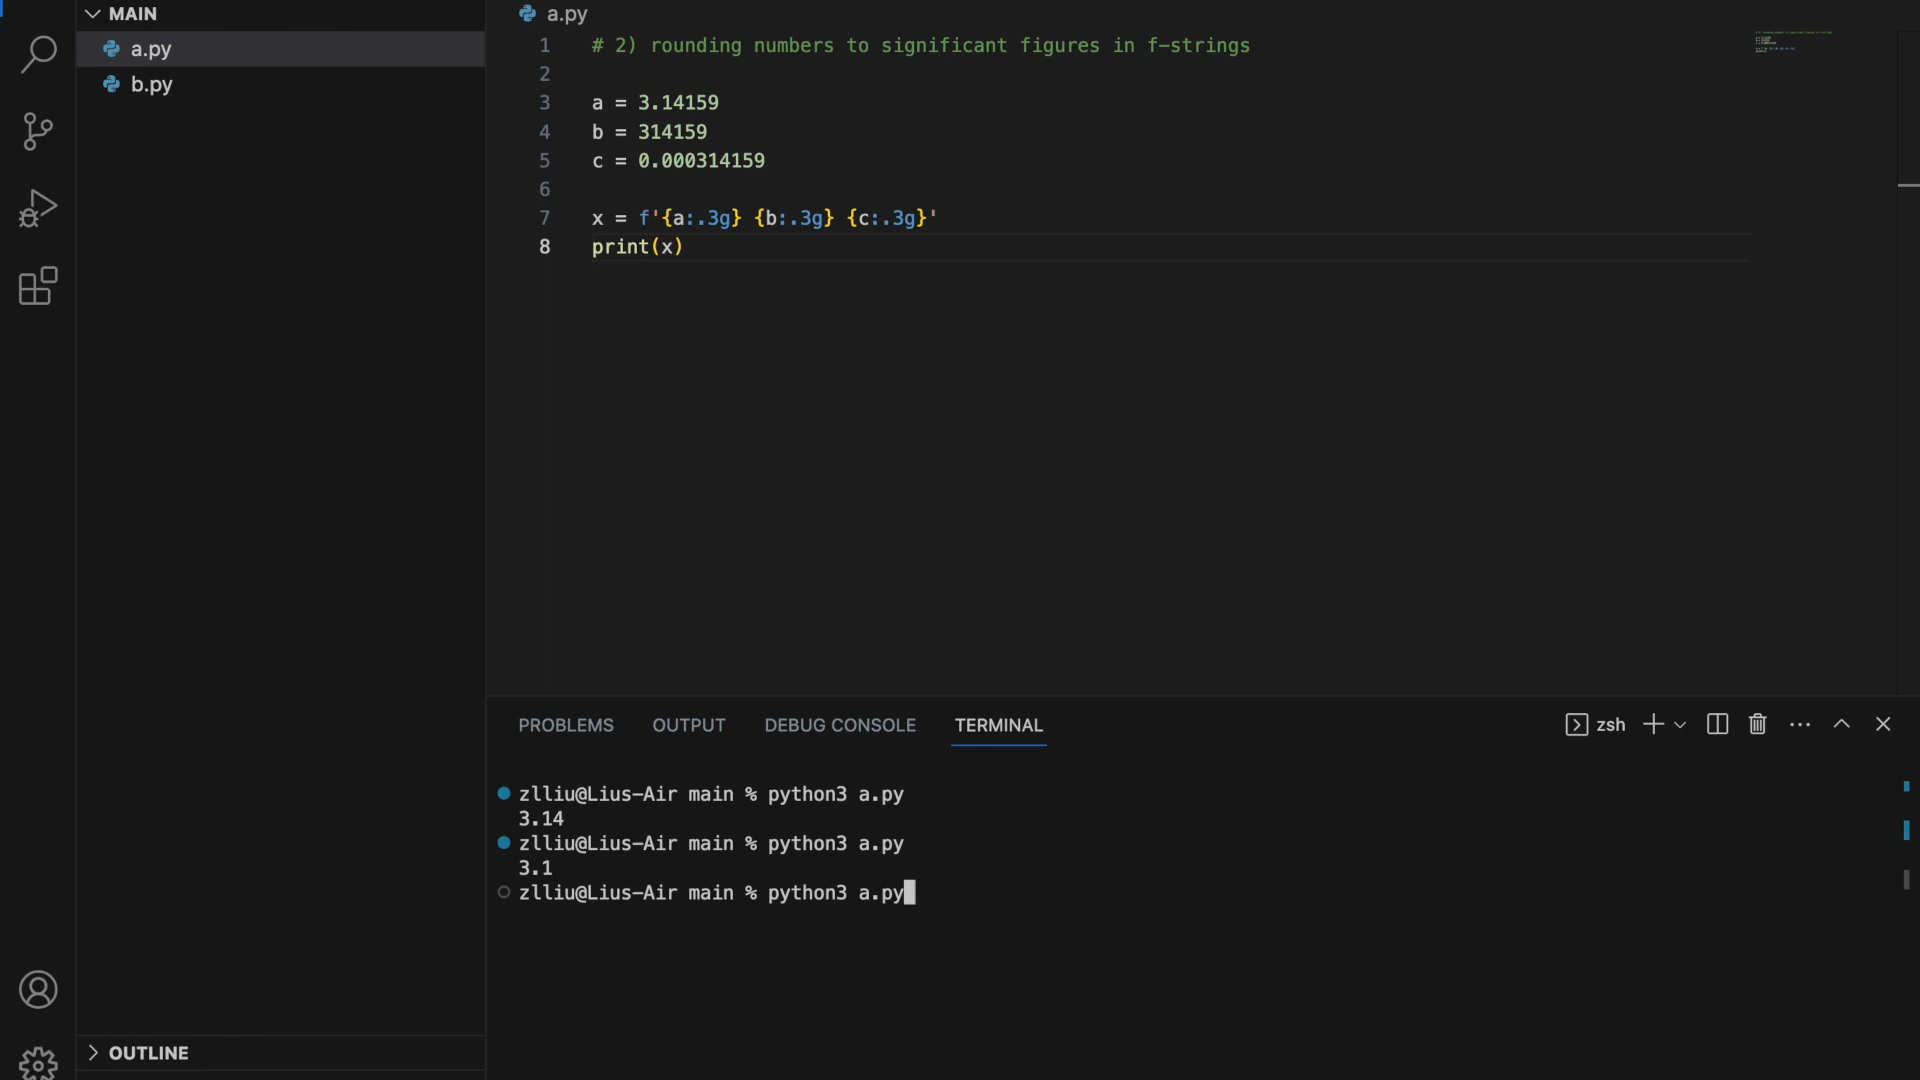 MAIN
a.py
b.py
OUTLINE
a.py
1 # 2) rounding numbers to significant figures in f-strings
2
3 a = 3.14159
4 b = 314159
5 c = 0.000314159
6
7 x = f'{a:.3g} {b:.3g} {c:.3g}'
8 print(x)
PROBLEMS OUTPUT DEBUG CONSOLE TERMINAL zsh
zlliu@Lius-Air main % python3 a.py
3.14
zlliu@Lius-Air main % python3 a.py
3.1
zlliu@Lius-Air main % python3 a.py